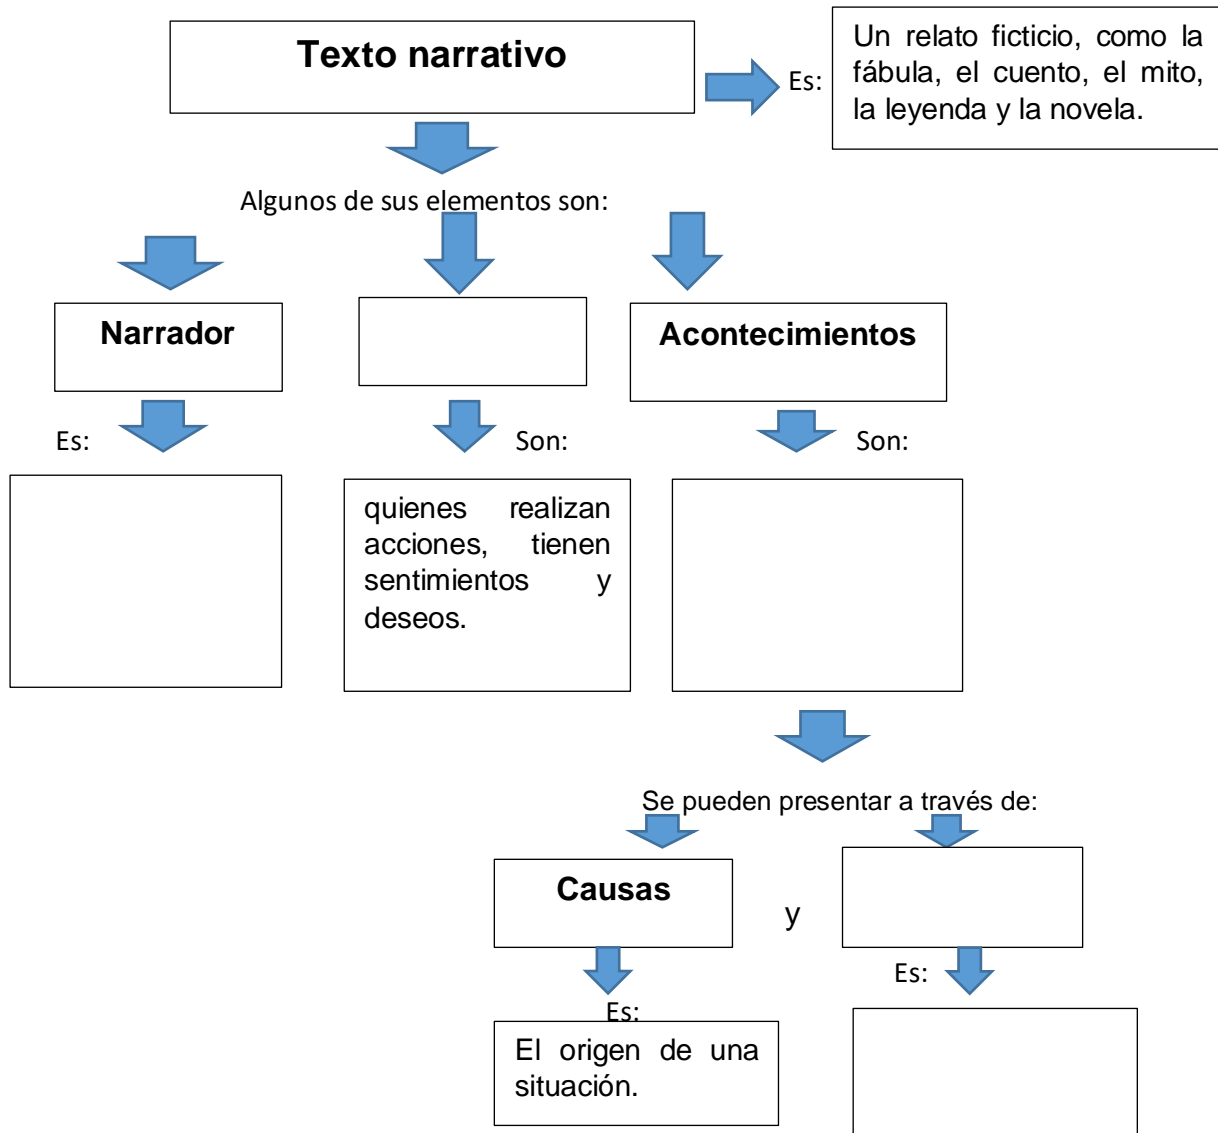 Texto narrativo
Es:
Un relato ficticio, como la
fábula, el cuento, el mito,
la leyenda y la novela.
Algunos de sus elementos son:
Narrador
Acontecimientos
Es:
Son:
Son:
quienes realizan
acciones, tienen
sentimientos y
deseos.
Se pueden presentar a través de:
Causas
y
Es:
Es:
El origen de una
situación.